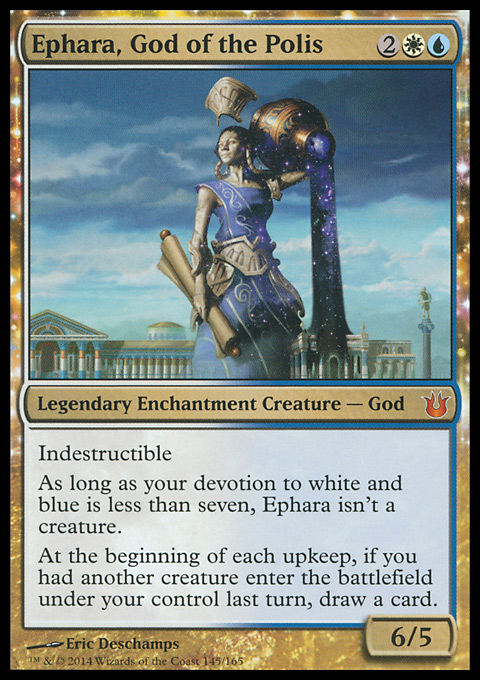 Ephara, God of the Polis 2
Legendary Enchantment Creature — God
Indestructible
As long as your devotion to white and
blue is less than seven, Ephara isn't a
creature.
At the beginning of each upkeep, if you
had another creature enter the battlefield
under your control last turn, draw a card.
6/5
Eric Deschamps
™ & © 2014 Wizards of the Coast 145/165